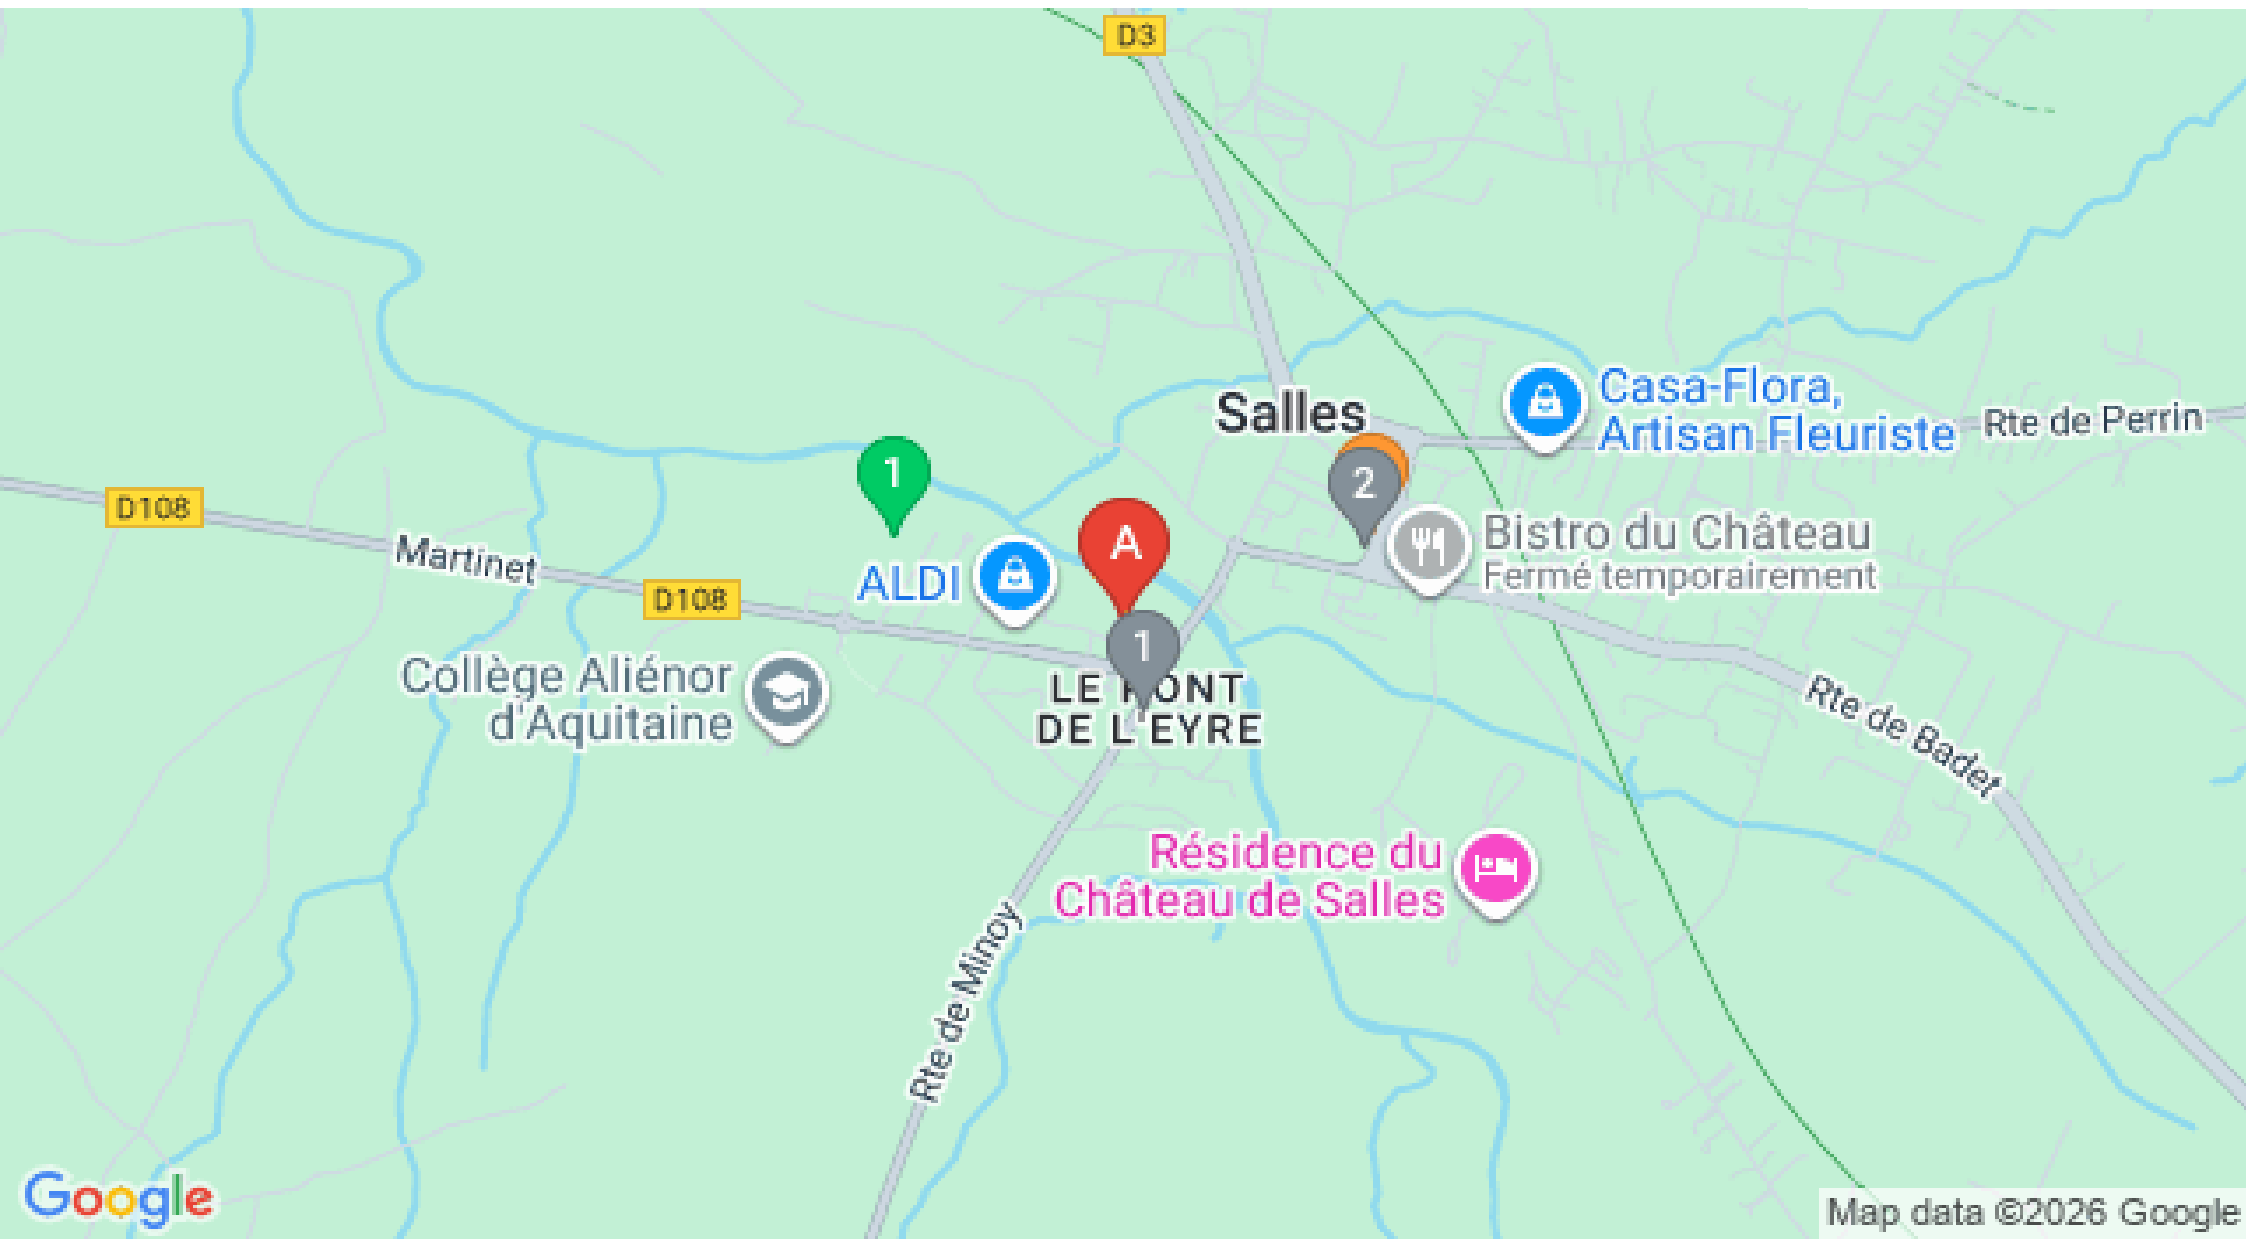 D3
Casa-Flora,
Artisan Fleuriste
Salles
Rte de Perrin
1
2
D108
A
Bistro du Château
Fermé temporairement
Martinet
ALDI
D108
1
Collège Aliénor
d'Aquitaine
LE PONT
DE L'EYRE
Rte de Badet
Résidence du
Château de Salles
Rte de Minoy
Google
Map data ©2026 Google